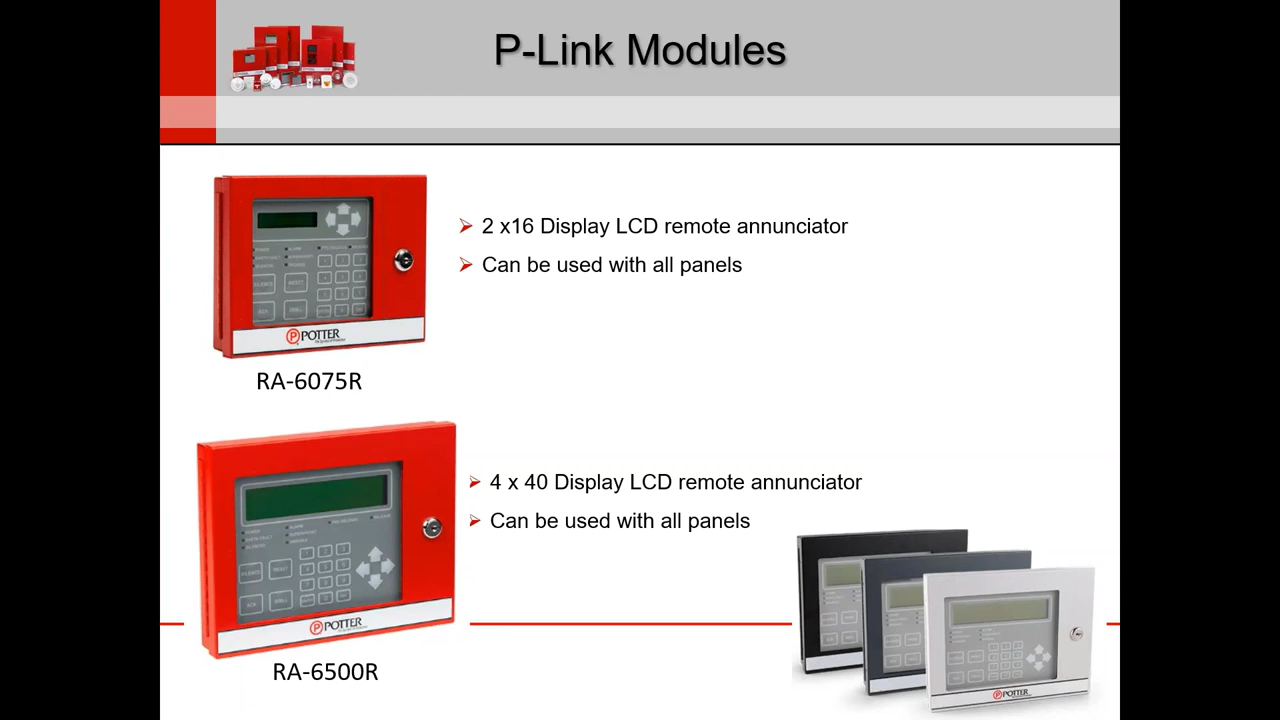 P-Link Modules
2 x16 Display LCD remote annunciator
Can be used with all panels
POTTER
RA-6075R
4 x 40 Display LCD remote annunciator
Can be used with all panels
POTTER
RA-6500R
POTTER